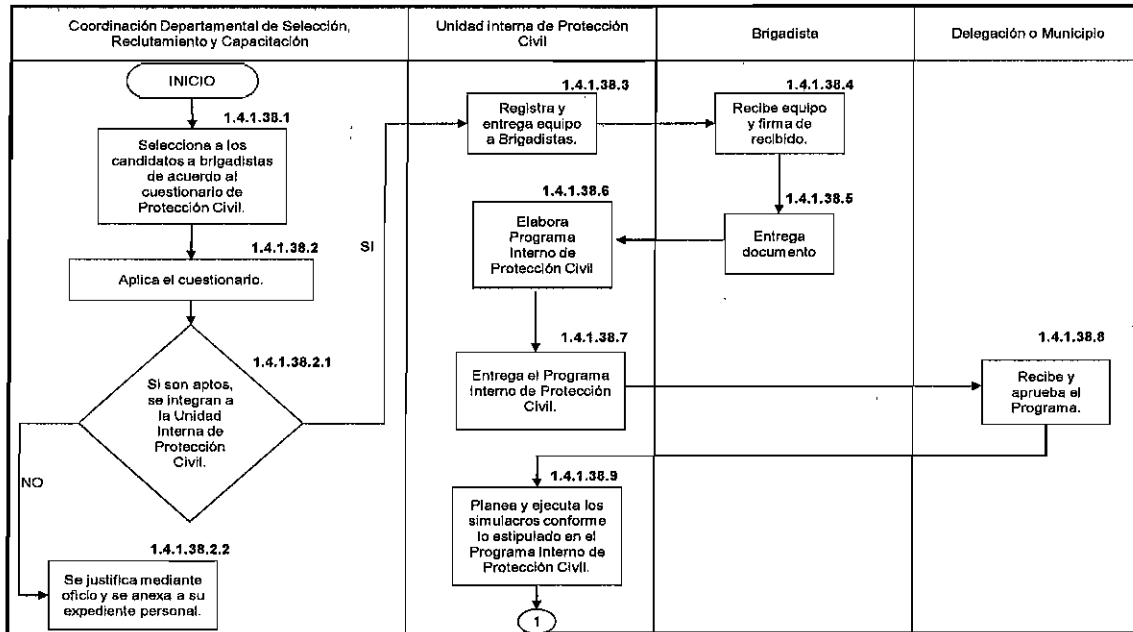 Coordinación Departamental de Selección,
Reclutamiento y Capacitación
Unidad interna de Protección
Civil
Brigadista
Delegación o Municipio
INICIO
1.4.1.38.1
Selecciona a los
candidatos a brigadistas
de acuerdo al
cuestionario de
Protección Civil.
1.4.1.38.2
Aplica el cuestionario.
1.4.1.38.2.1
Si son aptos,
se integran a
la Unidad
Interna de
Protección
Civil.
SI
NO
1.4.1.38.2.2
Se justifica mediante
oficio y se anexa a su
expediente personal.
1.4.1.38.3
Registra y
entrega equipo
a Brigadistas.
1.4.1.38.4
Recibe equipo
y firma de
recibido.
1.4.1.38.5
Entrega
documento
1.4.1.38.6
Elabora
Programa
Interno de
Protección Civil
1.4.1.38.7
Entrega el Programa
Interno de Protección
Civil.
1.4.1.38.8
Recibe y
aprueba el
Programa.
1.4.1.38.9
Planea y ejecuta los
simulacros conforme
lo estipulado en el
Programa Interno de
Protección Civil.
1